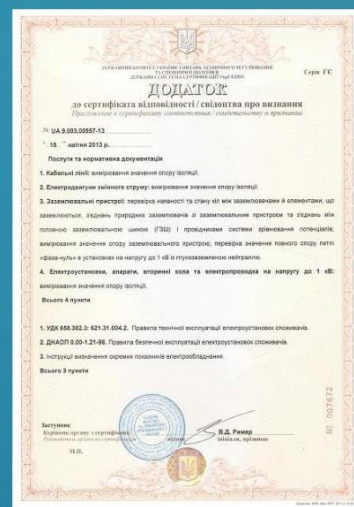 ДЕРЖАВНИЙ КОМІТЕТ УКРАЇНИ З ПИТАНЬ ТЕХНІЧНОГО РЕГУЛЮВАННЯ
ТА СПОЖИВЧОЇ ПОЛІТИКИ
ДЕРЖАВНА СИСТЕМА СЕРТИФІКАЦІЇ УкрСЕПРО
Серія ГЄ
ДОДАТОК
до сертифіката відповідності / свідоцтва про визнання
Приложение к сертификату соответствия / свидетельству о признании
№ UA 9.003.00557-13
" 15 " квітня 2013 р.
Послуги та нормативна документація
1. Кабельні лінії: вимірювання значення опору ізоляції.
2. Електродвигуни змінного струму: вимірювання значення опору ізоляції.
3. Заземлювальні пристрої: перевірка наявності та стану кіл між заземлювачами й елементами, що
заземлюються, з'єднань природних заземлювачів зі заземлювальним пристроєм та з'єднань між
головною заземлювальною шиною (ГЗШ) і провідниками системи зрівнювання потенціалів;
вимірювання значення опору заземлювального пристрою; перевірка значення повного опору петлі
«фаза-нуль» в установках на напругу до 1 кВ із глухозаземленою нейтраллю.
4. Електроустановки, апарати, вторинні кола та електропроводка на напругу до 1 кВ:
вимірювання значення опору ізоляції.
Всього 4 пункти
1. УДК 658.382.3: 621.31.004.2. Правила технічної експлуатації електроустановок споживачів.
2. ДНАОП 0.00-1.21-98. Правила безпечної експлуатації електроустановок споживачів.
3. Інструкції визначення окремих показників електрообладнання.
Всього 3 пункти
Заступник
Керівник органу з сертифікації
Руководитель органа по сертификации
підпис
В.Д. Ример
ініціали, прізвище
М.П.
№ 007672